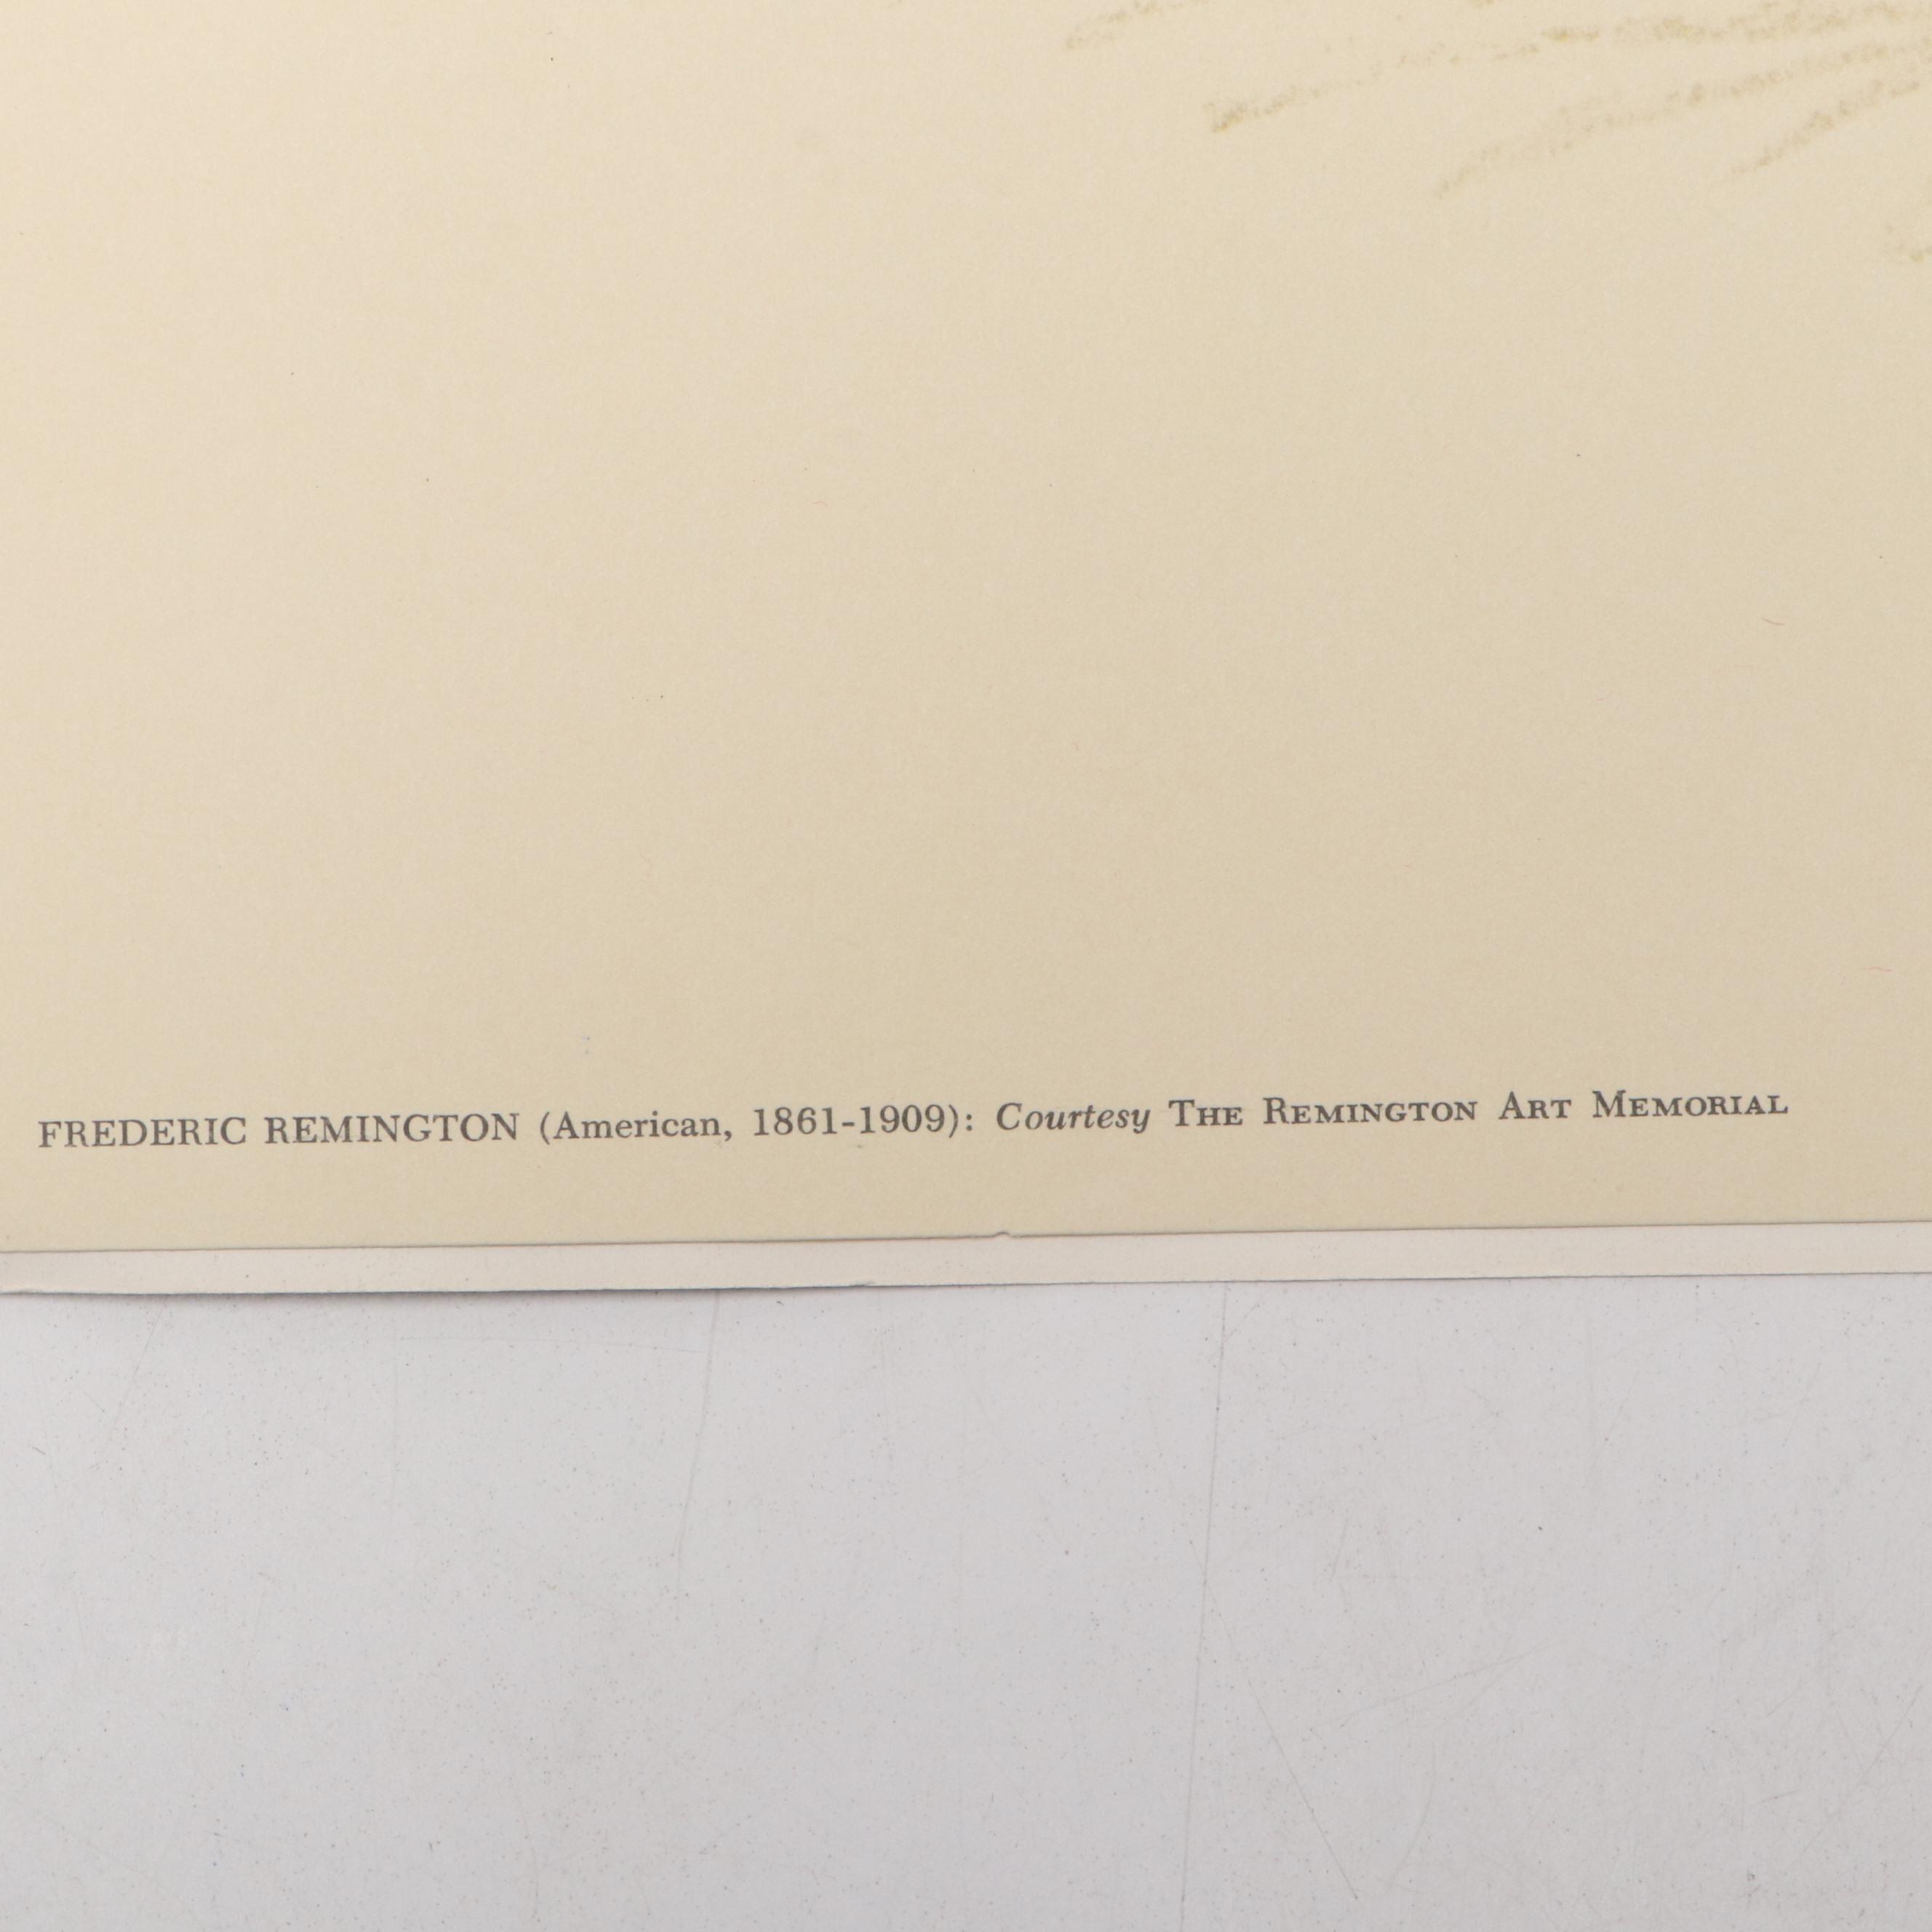 FREDERIC REMINGTON (American, 1861-1909): Courtesy The Remington Art Memorial